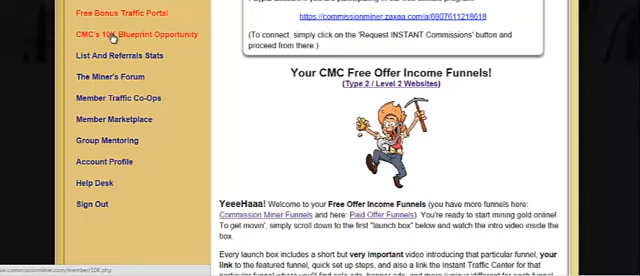 Free Bonus Traffic Portal
CMC's 10K Blueprint Opportunity
List And Referrals Stats
The Miner's Forum
Member Traffic Co-Ops
Member Marketplace
Group Mentoring
Account Profile
Help Desk
Sign Out
https://commissionminer.zaxaa.com/a/6907611218618
(To connect, simply click on the 'Request INSTANT Commissions' button and
proceed from there )
Your CMC Free Offer Income Funnels!
(Type 2 / Level 2 Websites)
YeeeHaaa! Welcome to your Free Offer Income Funnels (you have more funnels here:
Commission Miner Funnels and here: Paid Offer Funnels). You're ready to start mining gold online!
To get movin', simply scroll down to the first "launch box" below and watch the intro video inside the
box.
Every launch box includes a short but very important video introducing that particular funnel, your
link to the featured funnel, quick set up steps, and also a link the Instant Traffic Center for that
ww.commissionminer.com/member/10K.php